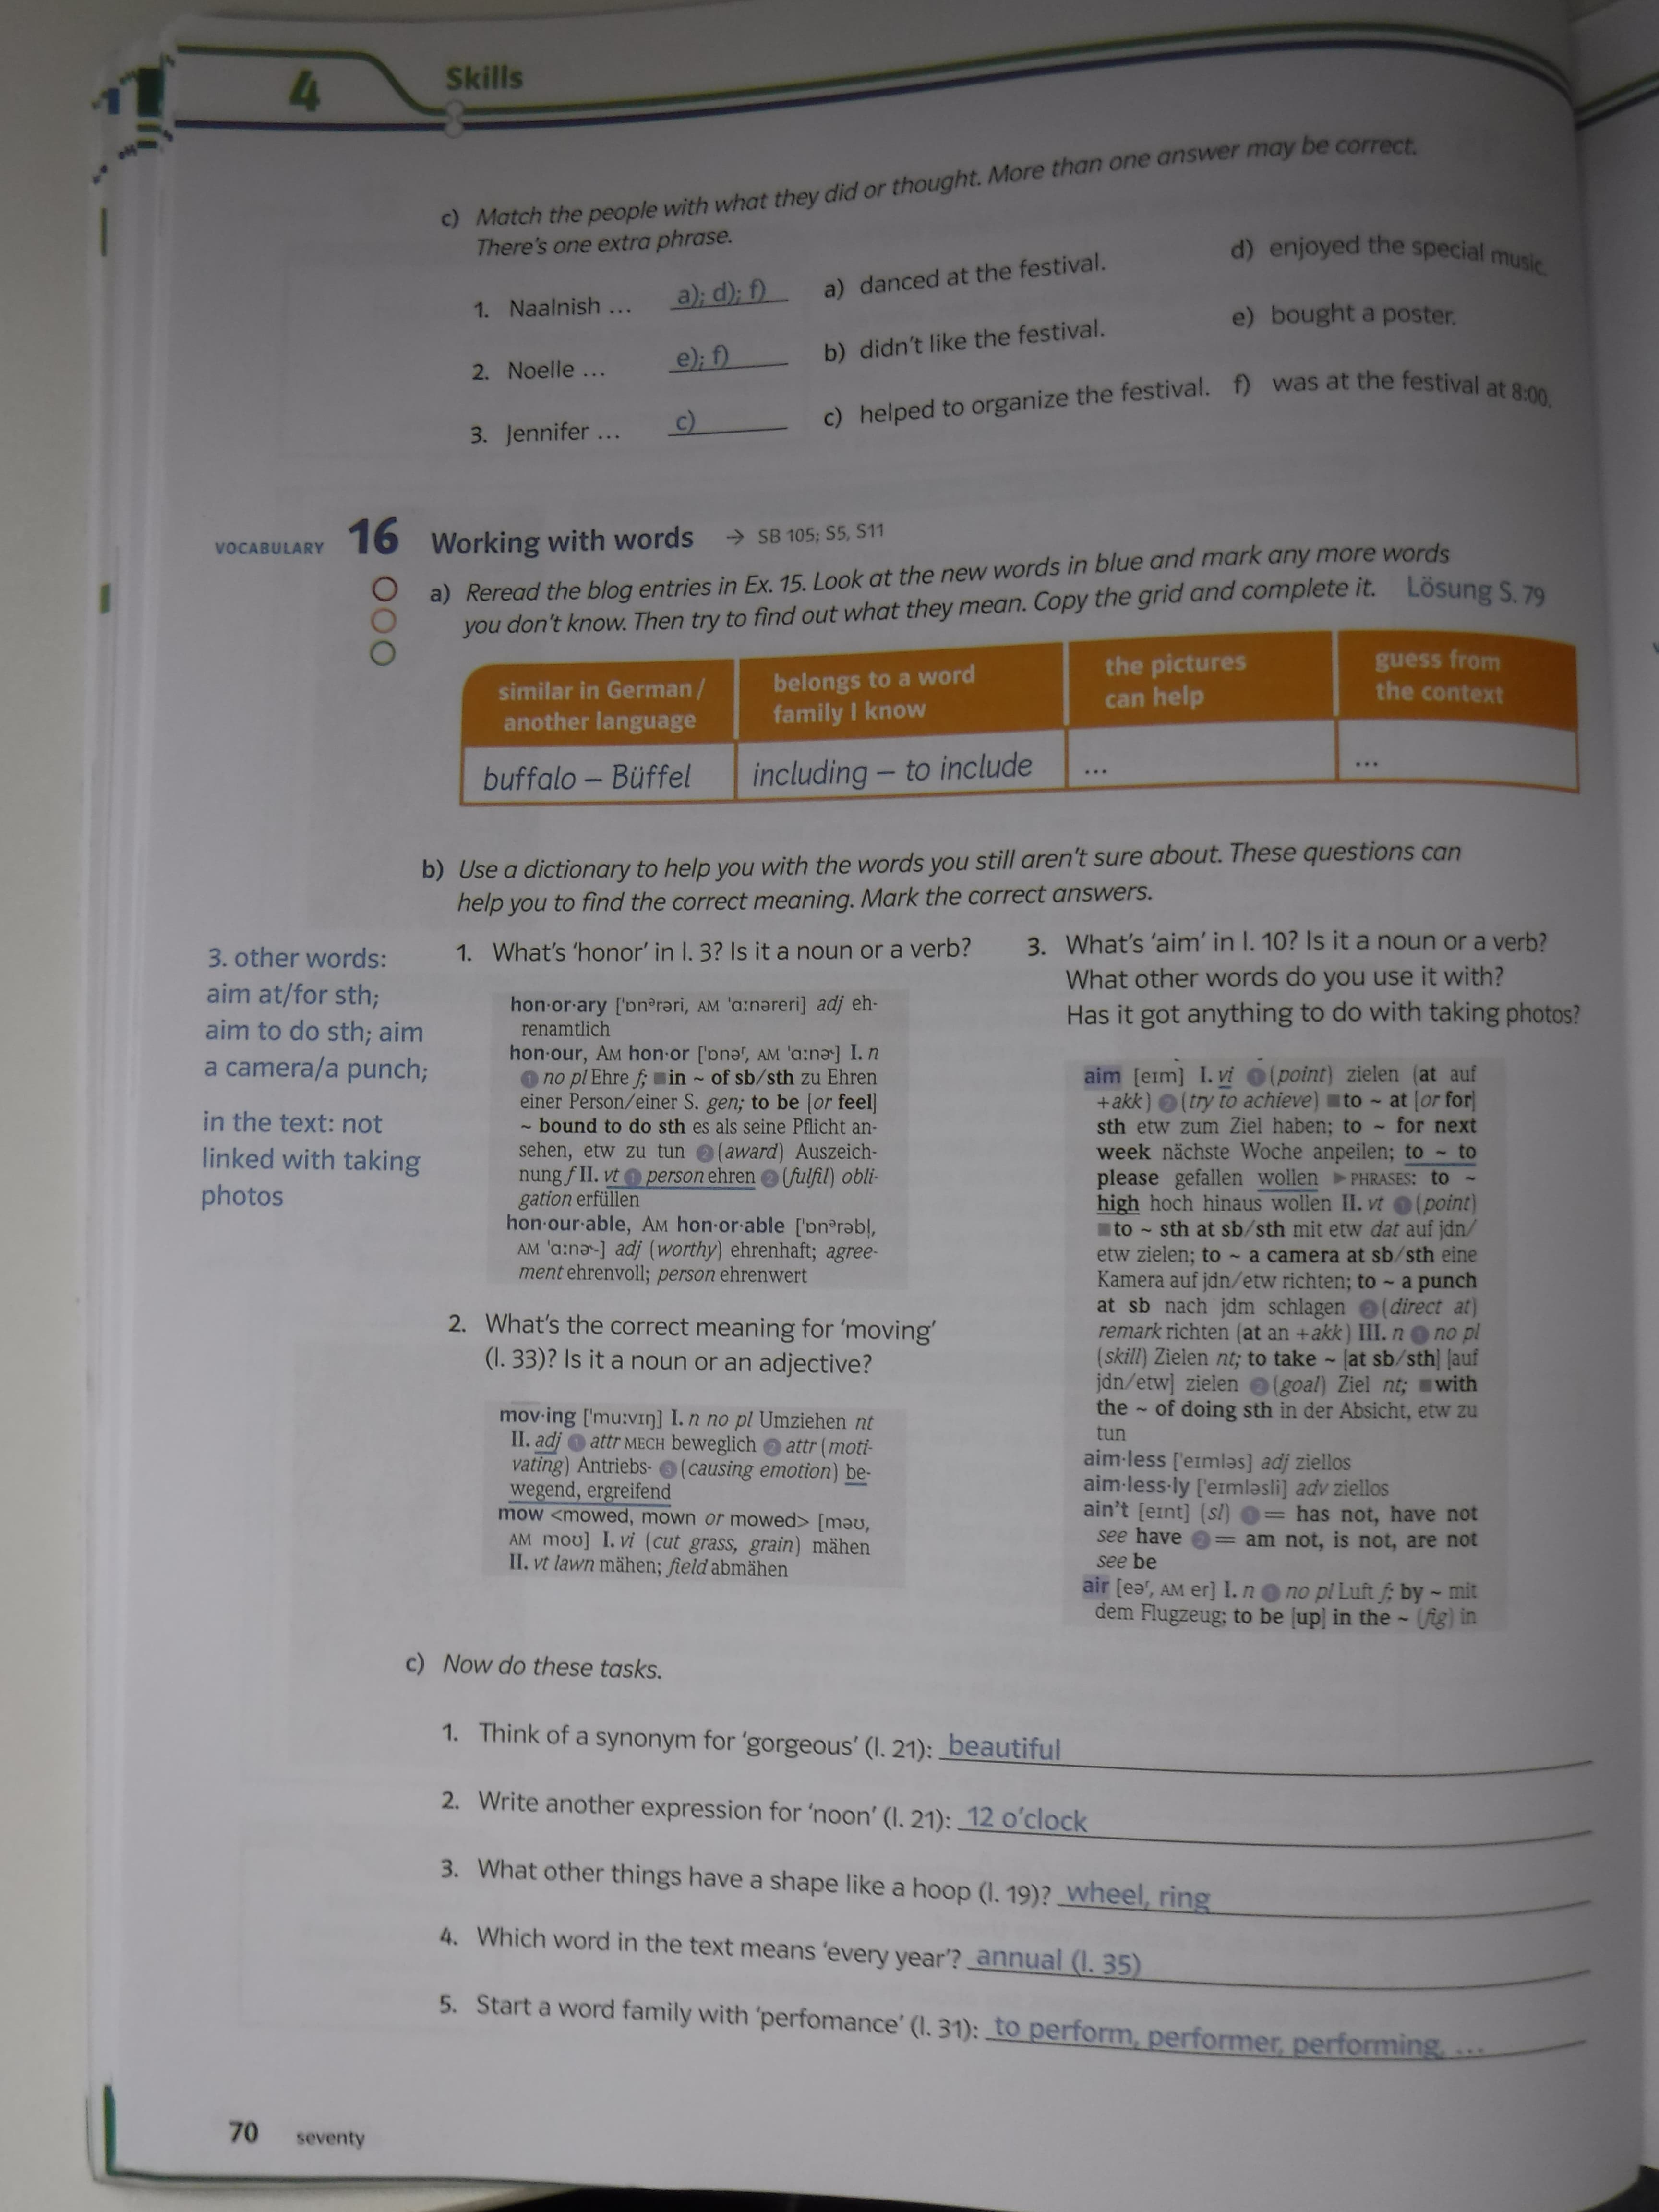 4 Skills
c) Match the people with what they did or thought. More than one answer may be correct.
There's one extra phrase.
1. Naalnish ... a); d); f)
2. Noelle ... e); f)
3. Jennifer ... c)
a) danced at the festival.
b) didn't like the festival.
c) helped to organize the festival.
d) enjoyed the special music.
e) bought a poster.
f) was at the festival at 8:00.
VOCABULARY 16 Working with words → SB 105; S5, S11
a) Reread the blog entries in Ex. 15. Look at the new words in blue and mark any more words
you don't know. Then try to find out what they mean. Copy the grid and complete it. Lösung S. 79
similar in German /
another language
belongs to a word
family I know
the pictures
can help
guess from
the context
buffalo – Büffel
including – to include
...
...
b) Use a dictionary to help you with the words you still aren't sure about. These questions can
help you to find the correct meaning. Mark the correct answers.
3. other words:
aim at/for sth;
aim to do sth; aim
a camera/a punch;
in the text: not
linked with taking
photos
1. What's 'honor' in l. 3? Is it a noun or a verb?
hon·or·ary ['ɒnᵊrəri, AM 'ɑ:nəreri] adj eh-
renamtlich
hon·our, AM hon·or ['ɒnəʳ, AM 'ɑ:nɚ] I. n
1 no pl Ehre f; ■in ~ of sb/sth zu Ehren
einer Person/einer S. gen; to be [or feel]
~ bound to do sth es als seine Pflicht an-
sehen, etw zu tun 2 (award) Auszeich-
nung f II. vt 1 person ehren 2 (fulfil) obli-
gation erfüllen
hon·our·able, AM hon·or·able ['ɒnᵊrəbl̩,
AM 'ɑ:nɚ-] adj (worthy) ehrenhaft; agree-
ment ehrenvoll; person ehrenwert
2. What's the correct meaning for 'moving'
(l. 33)? Is it a noun or an adjective?
mov·ing ['mu:vɪŋ] I. n no pl Umziehen nt
II. adj 1 attr MECH beweglich 2 attr (moti-
vating) Antriebs- 3 (causing emotion) be-
wegend, ergreifend
mow <mowed, mown or mowed> [məʊ,
AM moʊ] I. vi (cut grass, grain) mähen
II. vt lawn mähen; field abmähen
3. What's 'aim' in l. 10? Is it a noun or a verb?
What other words do you use it with?
Has it got anything to do with taking photos?
aim [eɪm] I. vi 1 (point) zielen (at auf
+akk) 2 (try to achieve) ■to ~ at [or for]
sth etw zum Ziel haben; to ~ for next
week nächste Woche anpeilen; to ~ to
please gefallen wollen ▶PHRASES: to ~
high hoch hinaus wollen II. vt 1 (point)
■to ~ sth at sb/sth mit etw dat auf jdn/
etw zielen; to ~ a camera at sb/sth eine
Kamera auf jdn/etw richten; to ~ a punch
at sb nach jdm schlagen 2 (direct at)
remark richten (at an +akk) III. n 1 no pl
(skill) Zielen nt; to take ~ [at sb/sth] [auf
jdn/etw] zielen 2 (goal) Ziel nt; ■with
the ~ of doing sth in der Absicht, etw zu
tun
aim·less ['eɪmləs] adj ziellos
aim·less·ly ['eɪmləsli] adv ziellos
ain't [eɪnt] (sl) 1 = has not, have not
see have 2 = am not, is not, are not
see be
air [eəʳ, AM er] I. n 1 no pl Luft f; by ~ mit
dem Flugzeug; to be [up] in the ~ (fig) in
c) Now do these tasks.
1. Think of a synonym for 'gorgeous' (l. 21): beautiful
2. Write another expression for 'noon' (l. 21): 12 o'clock
3. What other things have a shape like a hoop (l. 19)? wheel, ring
4. Which word in the text means 'every year'? annual (l. 35)
5. Start a word family with 'perfomance' (l. 31): to perform, performer, performing, ...
70 seventy